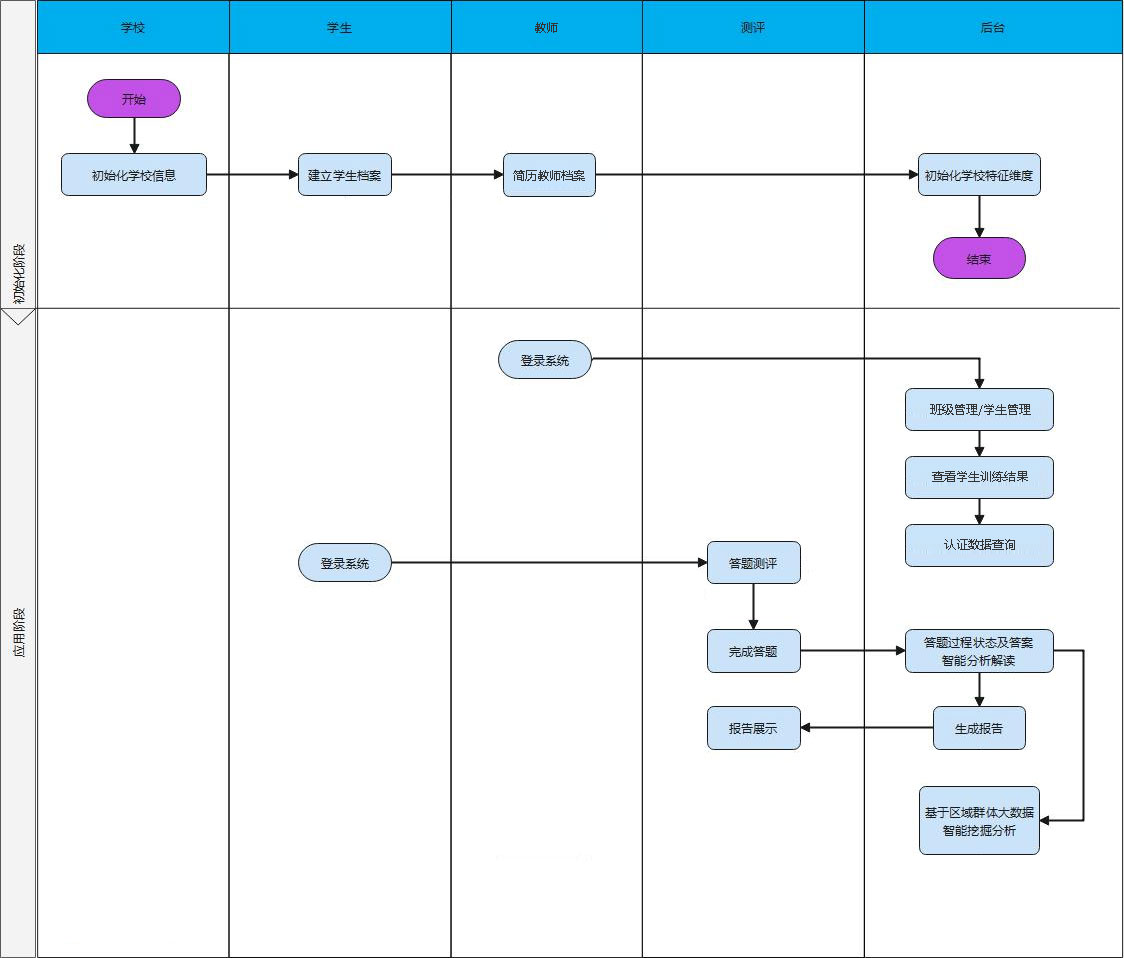 学校
学生
教师
测评
后台
初始化阶段
开始
初始化学校信息
建立学生档案
简历教师档案
初始化学校特征维度
结束
应用阶段
登录系统
班级管理/学生管理
查看学生训练结果
认证数据查询
登录系统
答题测评
完成答题
答题过程状态及答案
智能分析解读
报告展示
生成报告
基于区域群体大数据
智能挖掘分析